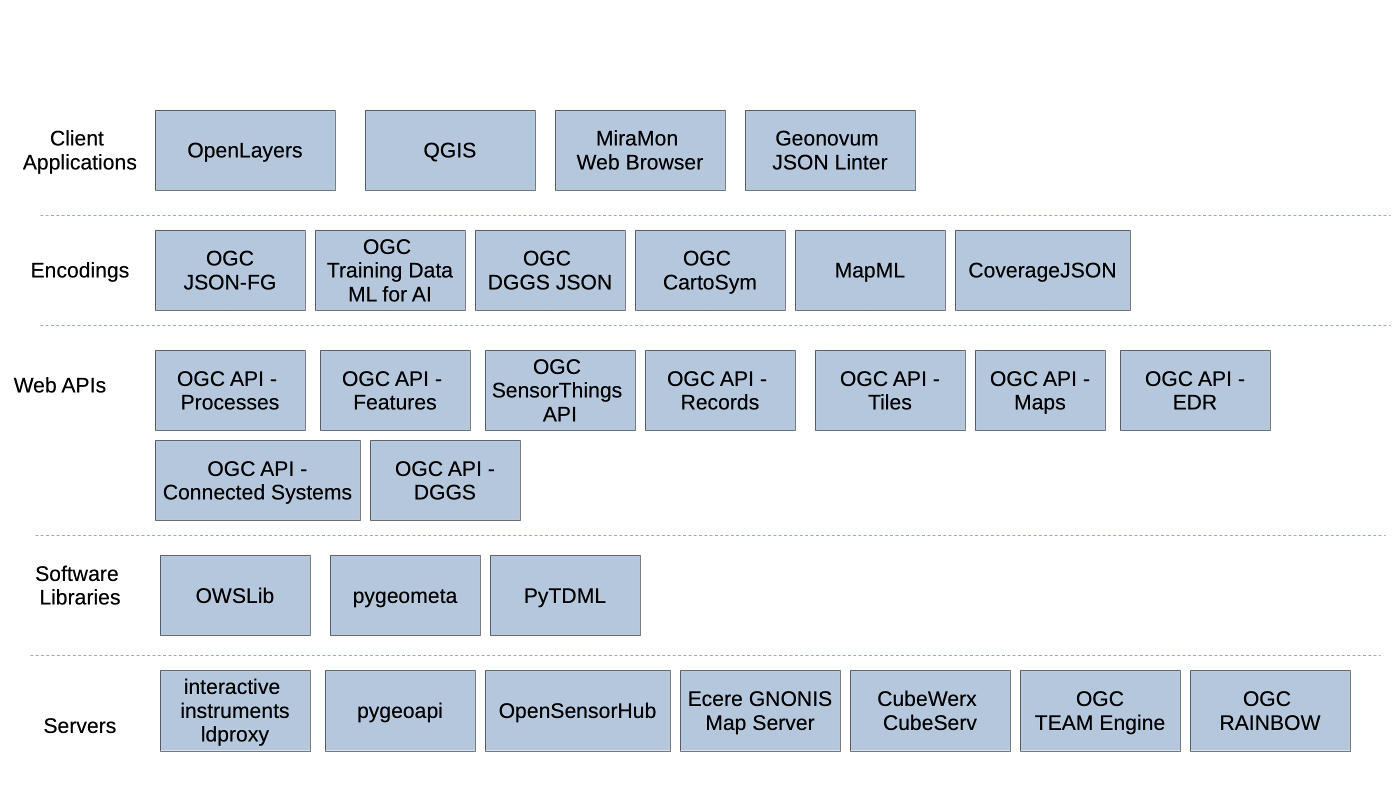 Client
Applications
OpenLayers
QGIS
MiraMon
Web Browser
Geonovum
JSON Linter
Encodings
OGC
JSON-FG
OGC
Training Data
ML for AI
OGC
DGGS JSON
OGC
CartoSym
MapML
CoverageJSON
Web APIs
OGC API -
Processes
OGC API -
Features
OGC
SensorThings
API
OGC API -
Records
OGC API -
Tiles
OGC API -
Maps
OGC API -
EDR
OGC API -
Connected Systems
OGC API -
DGGS
Software
Libraries
OWSLib
pygeometa
PyTDML
Servers
interactive
instruments
ldproxy
pygeoapi
OpenSensorHub
Ecere GNONIS
Map Server
CubeWerx
CubeServ
OGC
TEAM Engine
OGC
RAINBOW